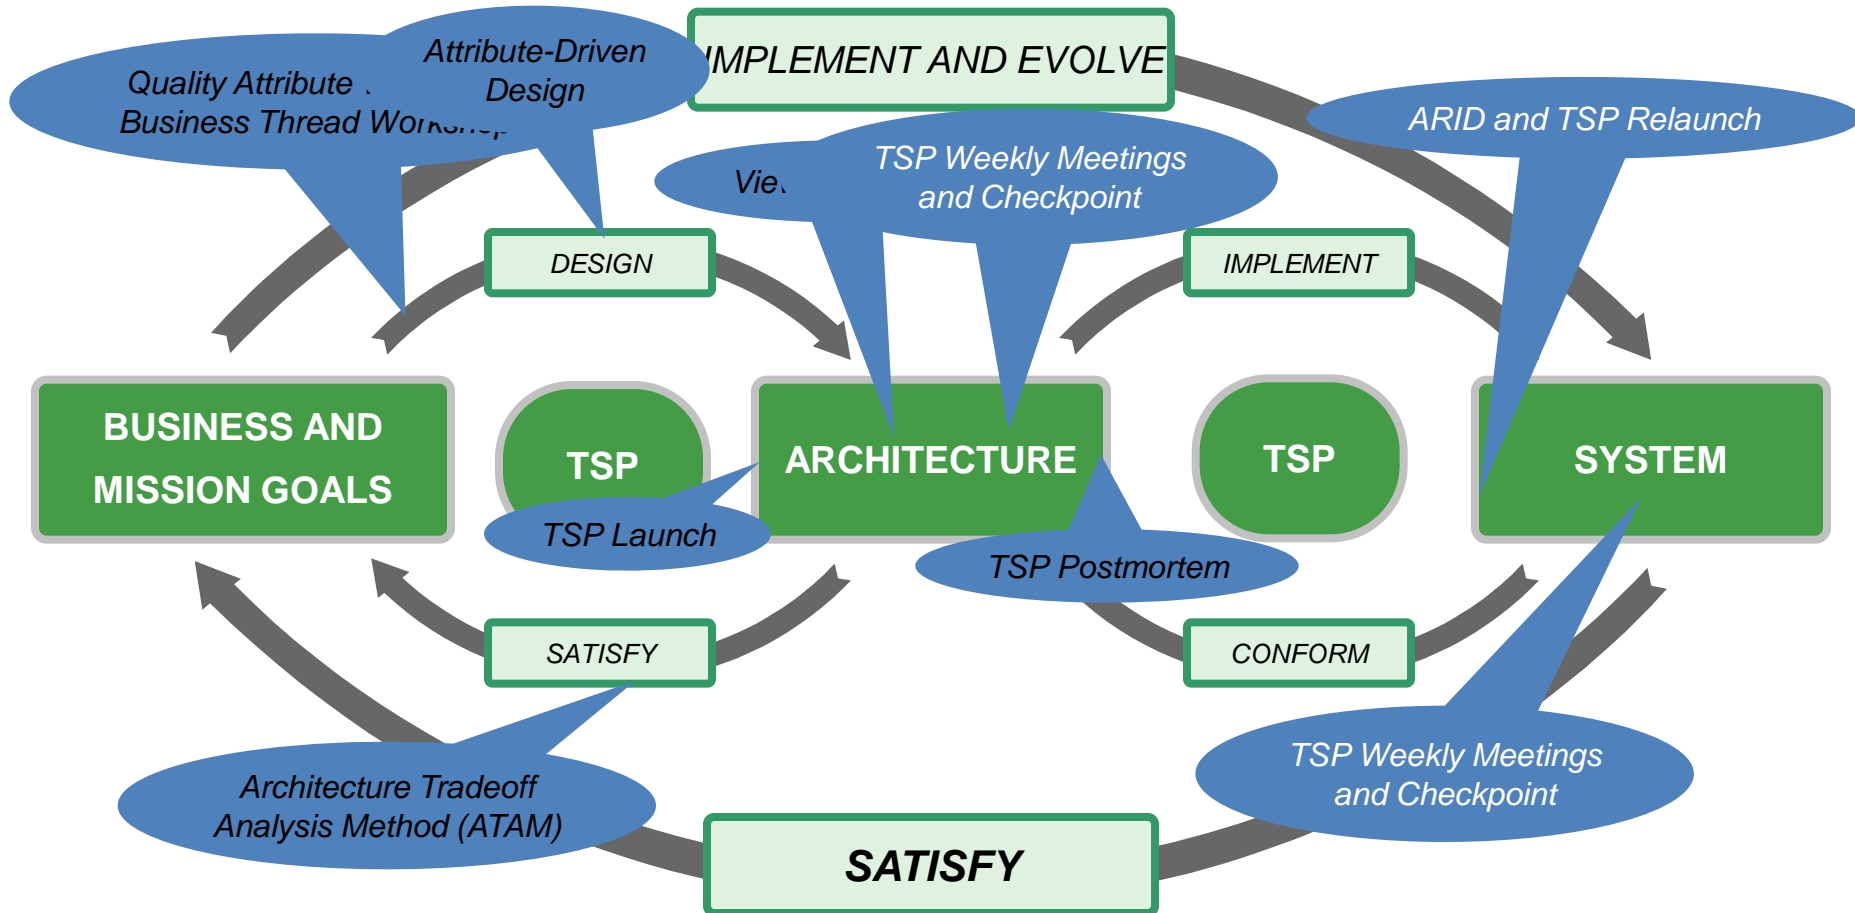 IMPLEMENT AND EVOLVE
Attribute-Driven
Design
Quality Attribute
Business Thread Workshop
ARID and TSP Relaunch
TSP Weekly Meetings
and Checkpoint
DESIGN
IMPLEMENT
BUSINESS AND
MISSION GOALS
TSP
ARCHITECTURE
TSP
SYSTEM
TSP Launch
TSP Postmortem
SATISFY
CONFORM
Architecture Tradeoff
Analysis Method (ATAM)
TSP Weekly Meetings
and Checkpoint
SATISFY